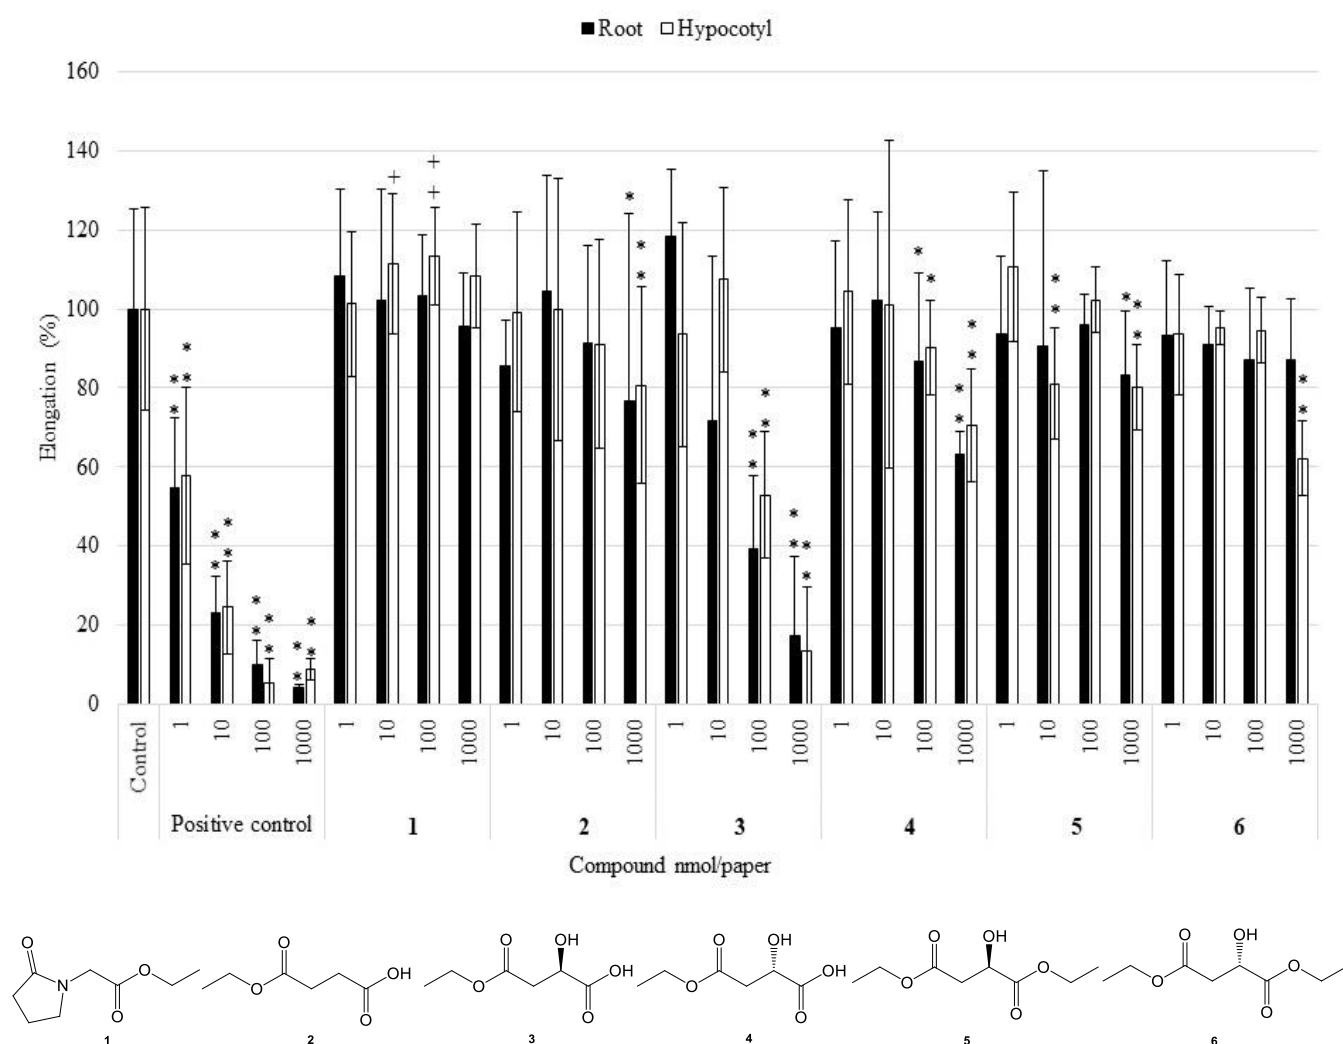 Root Hypocotyl
160
140
120
100
80
60
40
20
0
Elongation (%)
+ + +
* * * * * * * * * * * * * * * * * * * * * * * * * * * * * * * * * * * * * * * * * *
Control 1 10 100 1000 1 10 100 1000 1 10 100 1000 1 10 100 1000 1 10 100 1000 1 10 100 1000 1 10 100 1000
Positive control 1 2 3 4 5 6
Compound nmol/paper
O N O O
O O O OH
O O OH OH O
O O OH OH O
O O OH O O
O O OH O O
1 2 3 4 5 6